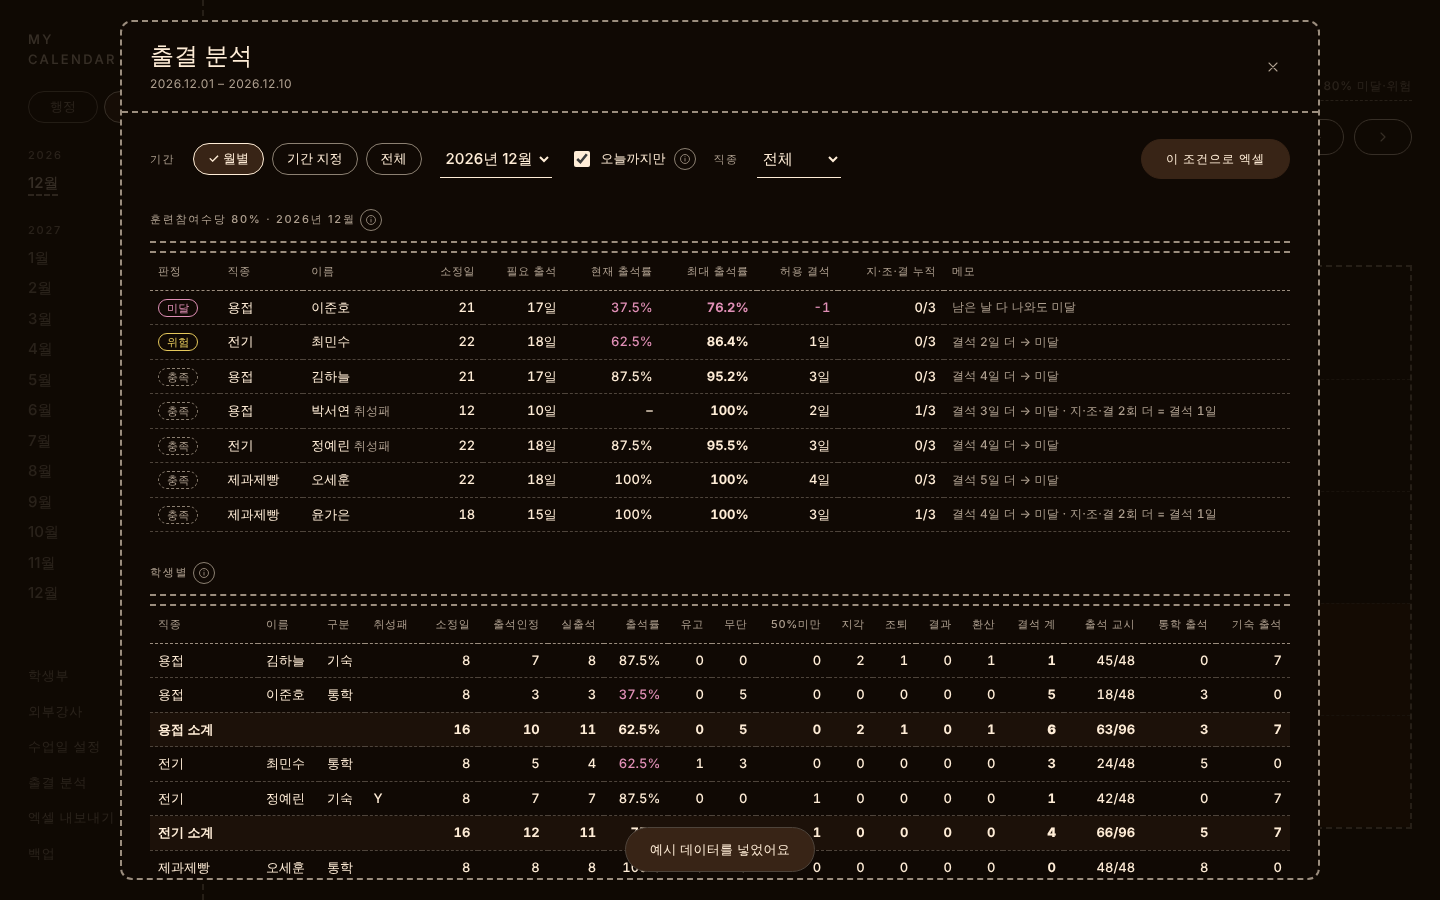 MY
CALENDAR
행정
2026
12월
2027
1월
2월
3월
4월
5월
6월
7월
8월
9월
10월
11월
12월
학생부
외부강사
수업일 설정
출결 분석
엑셀 내보내기
백업
80% 미달·위험
출결 분석
2026.12.01 – 2026.12.10
×
기간 ✓ 월별 기간 지정 전체 2026년 12월 오늘까지만 ⓘ 직종 전체 이 조건으로 엑셀
훈련참여수당 80% · 2026년 12월 ⓘ
판정 직종 이름 소정일 필요 출석 현재 출석률 최대 출석률 허용 결석 지·조·결 누적 메모
미달 용접 이준호 21 17일 37.5% 76.2% -1 0/3 남은 날 다 나와도 미달
위험 전기 최민수 22 18일 62.5% 86.4% 1일 0/3 결석 2일 더 → 미달
충족 용접 김하늘 21 17일 87.5% 95.2% 3일 0/3 결석 4일 더 → 미달
충족 용접 박서연 취성패 12 10일 – 100% 2일 1/3 결석 3일 더 → 미달 · 지·조·결 2회 더 = 결석 1일
충족 전기 정예린 취성패 22 18일 87.5% 95.5% 3일 0/3 결석 4일 더 → 미달
충족 제과제빵 오세훈 22 18일 100% 100% 4일 0/3 결석 5일 더 → 미달
충족 제과제빵 윤가은 18 15일 100% 100% 3일 1/3 결석 4일 더 → 미달 · 지·조·결 2회 더 = 결석 1일
학생별 ⓘ
직종 이름 구분 취성패 소정일 출석인정 실출석 출석률 유고 무단 50%미만 지각 조퇴 결과 환산 결석 계 출석 교시 통학 출석 기숙 출석
용접 김하늘 기숙 8 7 8 87.5% 0 0 0 2 1 0 1 1 45/48 0 7
용접 이준호 통학 8 3 3 37.5% 0 5 0 0 0 0 0 5 18/48 3 0
용접 소계 16 10 11 62.5% 0 5 0 2 1 0 1 6 63/96 3 7
전기 최민수 통학 8 5 4 62.5% 1 3 0 0 0 0 0 3 24/48 5 0
전기 정예린 기숙 Y 8 7 7 87.5% 0 0 1 0 0 0 0 1 42/48 0 7
전기 소계 16 12 11 1 0 0 0 0 4 66/96 5 7
제과제빵 오세훈 통학 8 8 8 0 0 0 0 0 0 48/48 8 0
예시 데이터를 넣었어요